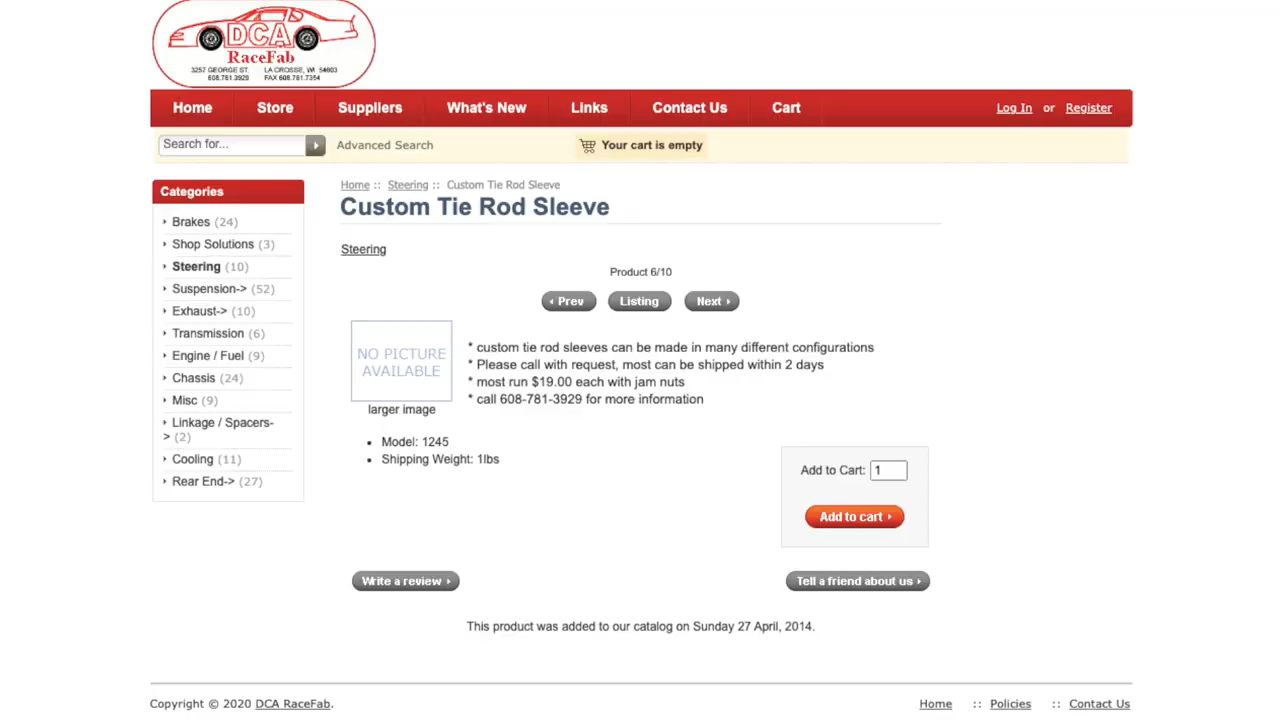 DCA
RaceFab
3257 GEORGE ST. LA CROSSE, WI 54603
608.781.3929 FAX 608.781.7354
Home Store Suppliers What's New Links Contact Us Cart Log In or Register
Search for... Advanced Search Your cart is empty
Categories
Brakes (24)
Shop Solutions (3)
Steering (10)
Suspension-> (52)
Exhaust-> (10)
Transmission (6)
Engine / Fuel (9)
Chassis (24)
Misc (9)
Linkage / Spacers-
> (2)
Cooling (11)
Rear End-> (27)
Home :: Steering :: Custom Tie Rod Sleeve
Custom Tie Rod Sleeve
Steering
Product 6/10
Prev Listing Next
NO PICTURE
AVAILABLE
larger image
* custom tie rod sleeves can be made in many different configurations
* Please call with request, most can be shipped within 2 days
* most run $19.00 each with jam nuts
* call 608-781-3929 for more information
• Model: 1245
• Shipping Weight: 1lbs
Add to Cart: 1
Add to cart
Write a review Tell a friend about us
This product was added to our catalog on Sunday 27 April, 2014.
Copyright © 2020 DCA RaceFab. Home :: Policies :: Contact Us